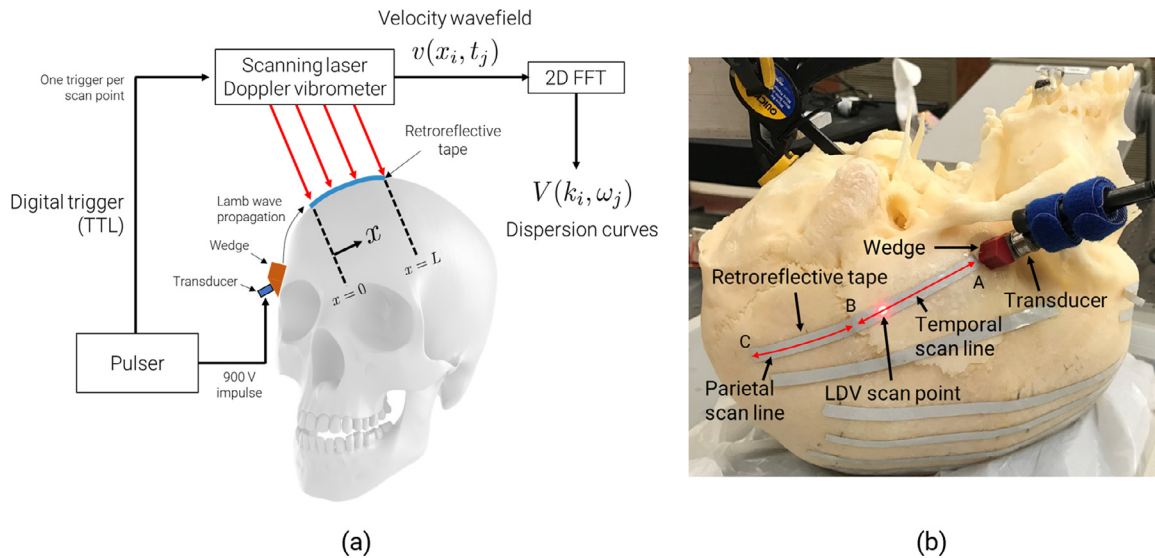 Velocity wavefield
v(x_i, t_j)
One trigger per
scan point
Scanning laser
Doppler vibrometer
2D FFT
Retroreflective
tape
Digital trigger
(TTL)
Lamb wave
propagation
V(k_i, ω_j)
Dispersion curves
Wedge
Transducer
x
x = 0
x = L
Pulser
900 V
impulse
(a)
QUICK
Wedge
Retroreflective tape
A
Transducer
B
Temporal
scan line
C
Parietal
scan line
LDV scan point
(b)